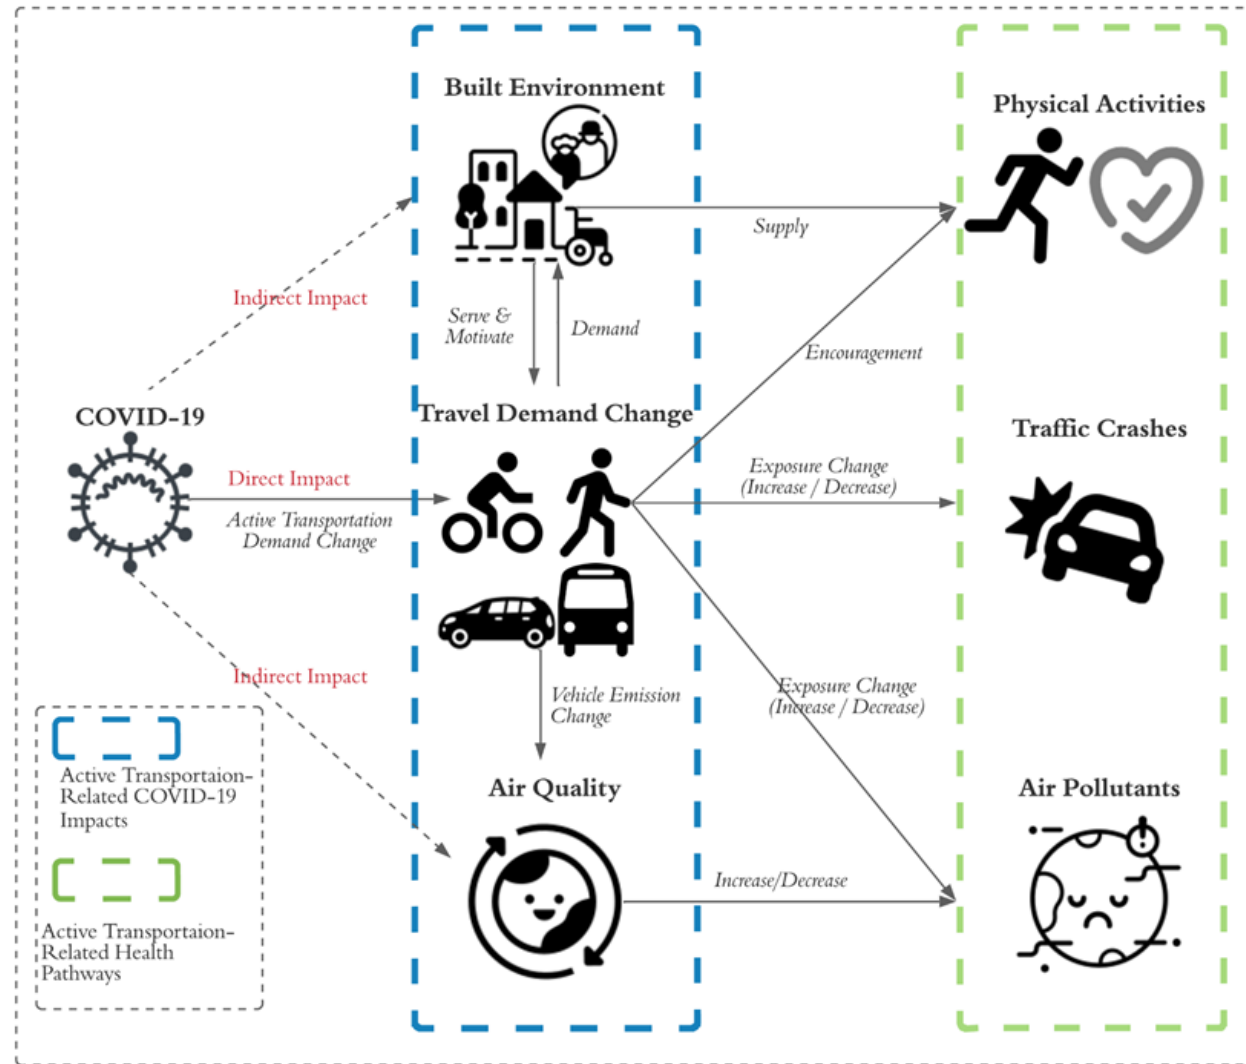 Built Environment
Physical Activities
Supply
Indirect Impact
Serve &
Motivate
Demand
Encouragement
COVID-19
Travel Demand Change
Traffic Crashes
Direct Impact
Active Transportation
Demand Change
Exposure Change
(Increase / Decrease)
Indirect Impact
Vehicle Emission
Change
Exposure Change
(Increase / Decrease)
Air Quality
Air Pollutants
Increase/Decrease
Active Transportaion-
Related COVID-19
Impacts
Active Transportaion-
Related Health
Pathways